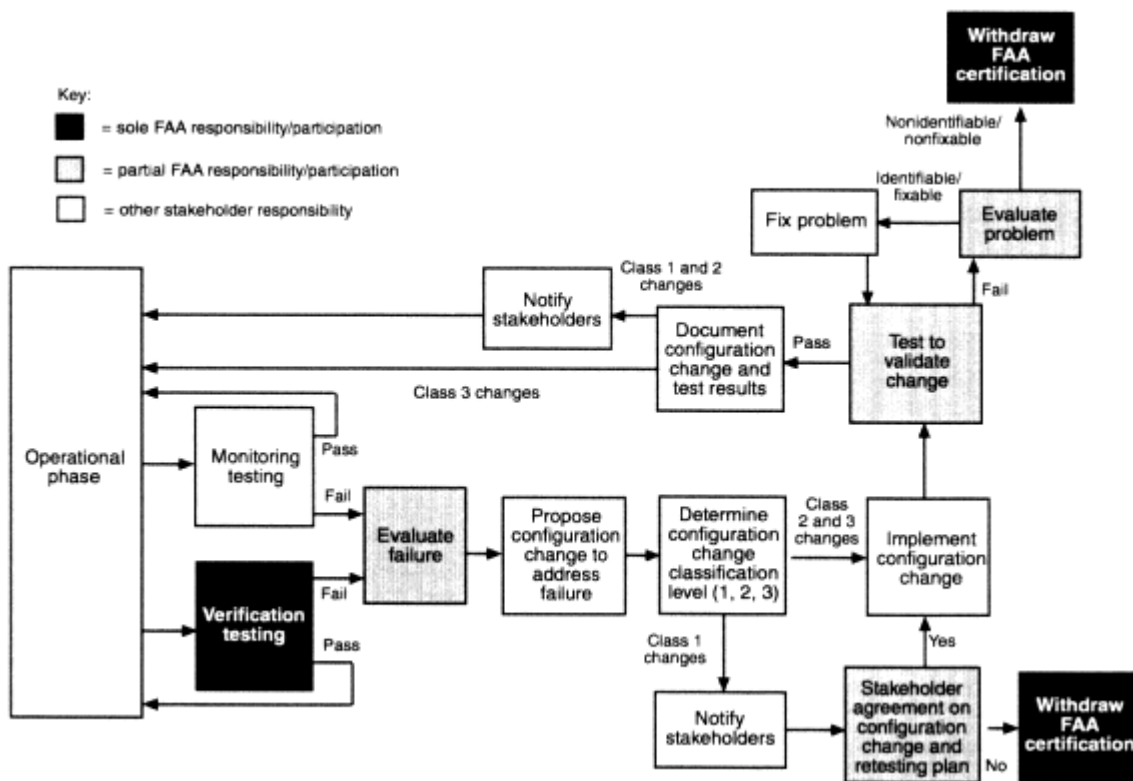 Withdraw
FAA
certification
Key:
= sole FAA responsibility/participation
= partial FAA responsibility/participation
= other stakeholder responsibility
Nonidentifiable/
nonfixable
Identifiable/
fixable
Fix problem
Evaluate
problem
Fail
Class 1 and 2
changes
Notify
stakeholders
Document
configuration
change and
test results
Pass
Test to
validate
change
Class 3 changes
Operational
phase
Monitoring
testing
Pass
Fail
Evaluate
failure
Propose
configuration
change to
address
failure
Determine
configuration
change
classification
level (1, 2, 3)
Class
2 and 3
changes
Implement
configuration
change
Verification
testing
Fail
Pass
Class 1
changes
Yes
Notify
stakeholders
Stakeholder
agreement on
configuration
change and
retesting plan
No
Withdraw
FAA
certification